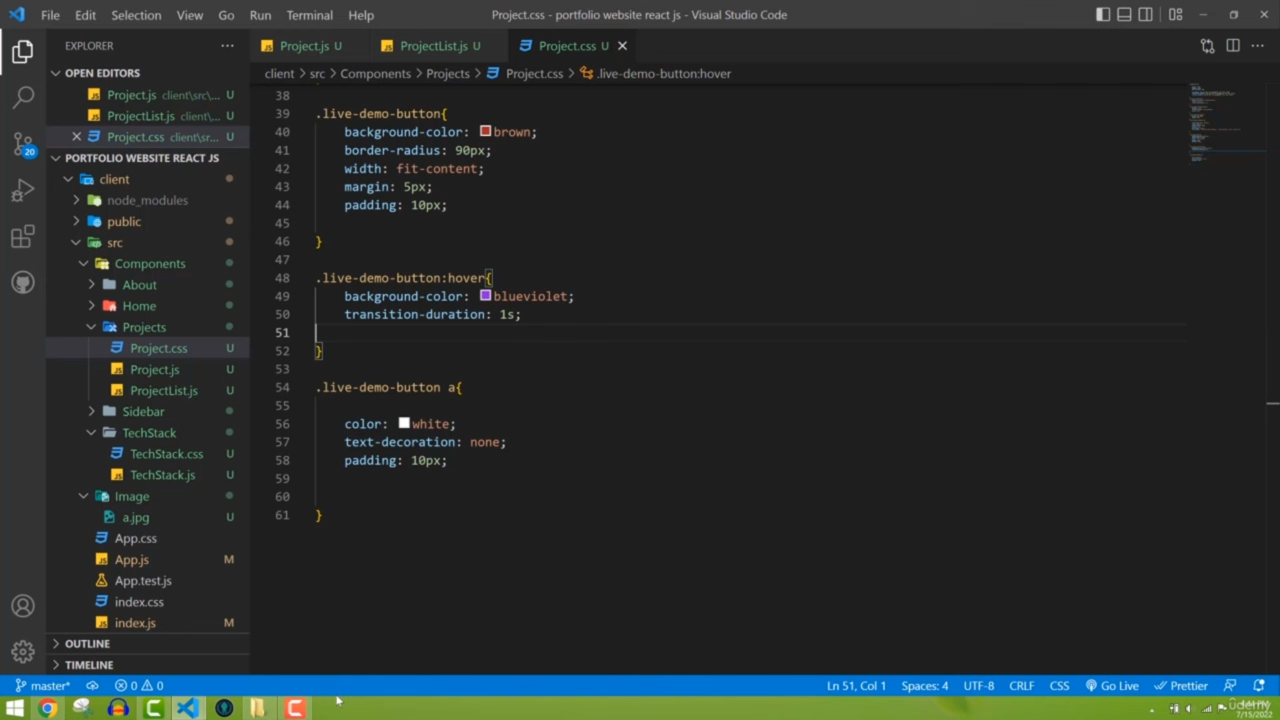 File Edit Selection View Go Run Terminal Help
Project.css - portfolio website react js - Visual Studio Code
EXPLORER
OPEN EDITORS
Project.js client\src\... U
ProjectList.js client\... U
Project.css client\sr... U
PORTFOLIO WEBSITE REACT JS
client
node_modules
public
src
Components
About
Home
Projects
Project.css U
Project.js U
ProjectList.js U
Sidebar
TechStack
TechStack.css U
TechStack.js U
Image
a.jpg U
App.css
App.js M
App.test.js
index.css
index.js M
OUTLINE
TIMELINE
20
Project.js U ProjectList.js U Project.css U
client > src > Components > Projects > Project.css > .live-demo-button:hover
38
39 .live-demo-button{
40 background-color: brown;
41 border-radius: 90px;
42 width: fit-content;
43 margin: 5px;
44 padding: 10px;
45
46 }
47
48 .live-demo-button:hover{
49 background-color: blueviolet;
50 transition-duration: 1s;
51
52 }
53
54 .live-demo-button a{
55
56 color: white;
57 text-decoration: none;
58 padding: 10px;
59
60
61 }
master* 0 0 Ln 51, Col 1 Spaces: 4 UTF-8 CRLF CSS Go Live Prettier
udemy
7/15/2022